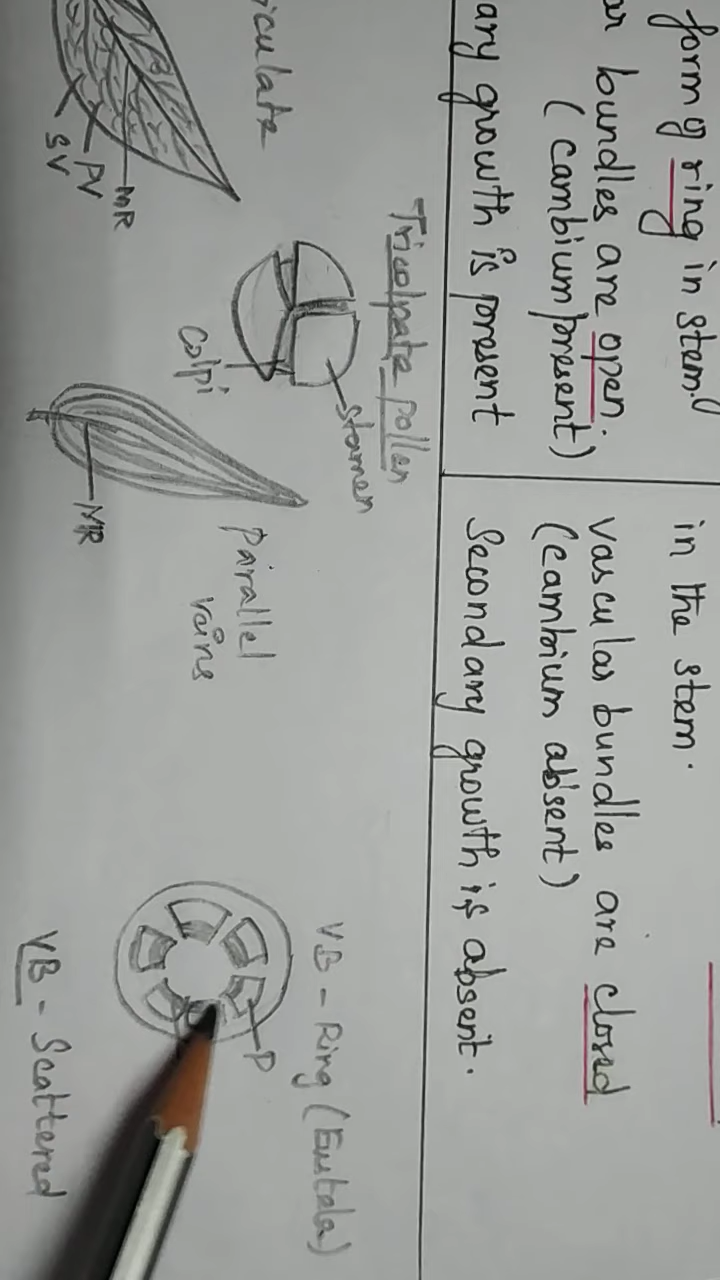 form of ring in stem.
in the stem.
ar bundles are open.
vascular bundles are closed
(cambium present)
(cambium absent)
ary growth is present
Secondary growth is absent.
Tricolpate pollen
Stamen
Colpi
iculate
MR
PV
SV
Parallel
veins
MR
VB - Ring (Eustela)
P
VB - Scattered